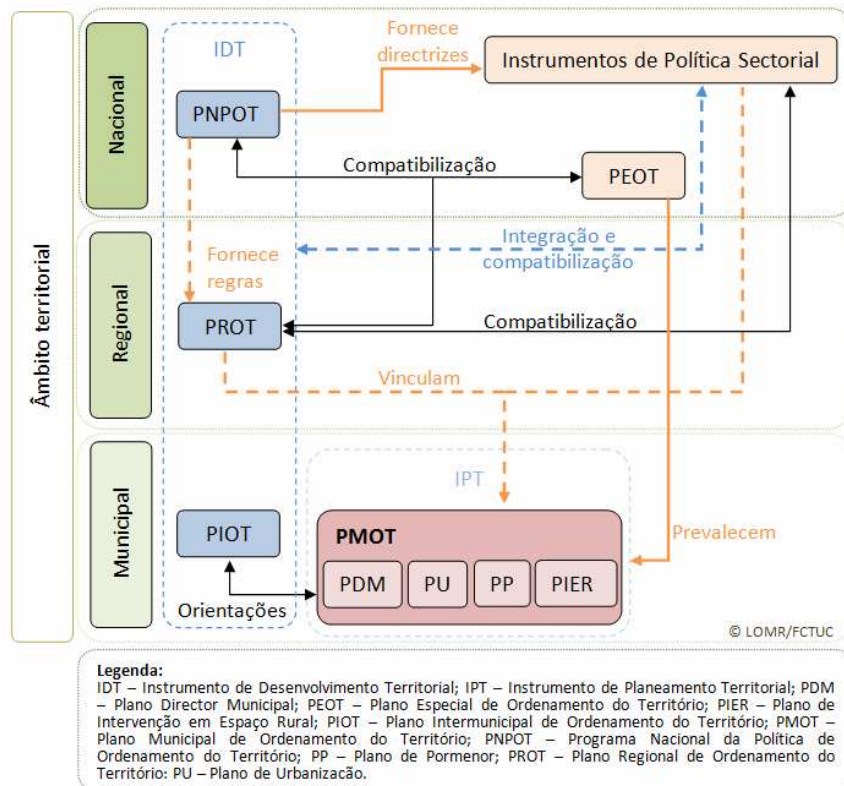 Âmbito territorial
Nacional
IDT
Fornece
directrizes
Instrumentos de Política Sectorial
PNPOT
Compatibilização
PEOT
Regional
Fornece
regras
Integração e
compatibilização
PROT
Compatibilização
Vinculam
Municipal
IPT
PIOT
PMOT
Prevalecem
PDM
PU
PP
PIER
Orientações
© LOMR/FCTUC
Legenda:
IDT – Instrumento de Desenvolvimento Territorial; IPT – Instrumento de Planeamento Territorial; PDM
– Plano Director Municipal; PEOT – Plano Especial de Ordenamento do Território; PIER – Plano de
Intervenção em Espaço Rural; PIOT – Plano Intermunicipal de Ordenamento do Território; PMOT –
Plano Municipal de Ordenamento do Território; PNPOT – Programa Nacional da Política de
Ordenamento do Território; PP – Plano de Pormenor; PROT – Plano Regional de Ordenamento do
Território; PU – Plano de Urbanização.